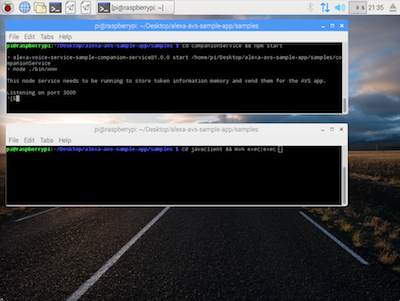 [pi@raspberrypi: ~]
21:35
pi@raspberrypi: ~/Desktop/alexa-avs-sample-app/samples
File Edit Tabs Help
pi@raspberrypi:~/Desktop/alexa-avs-sample-app/samples $ cd companionService && npm start
> alexa-voice-service-sample-companion-service@1.0.0 start /home/pi/Desktop/alexa-avs-sample-app/samples/co
mpanionService
> node ./bin/www
This node service needs to be running to store token information memory and vend them for the AVS app.
Listening on port 3000
pi@raspberrypi: ~/Desktop/alexa-avs-sample-app/samples
File Edit Tabs Help
pi@raspberrypi:~/Desktop/alexa-avs-sample-app/samples $ cd javaclient && mvn exec:exec